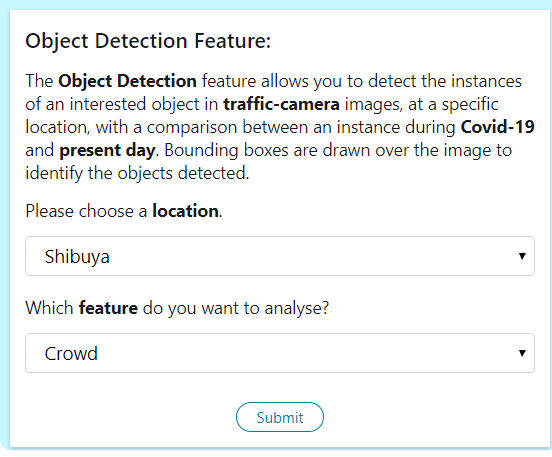 Object Detection Feature:
The Object Detection feature allows you to detect the instances
of an interested object in traffic-camera images, at a specific
location, with a comparison between an instance during Covid-19
and present day. Bounding boxes are drawn over the image to
identify the objects detected.
Please choose a location.
Shibuya
Which feature do you want to analyse?
Crowd
Submit